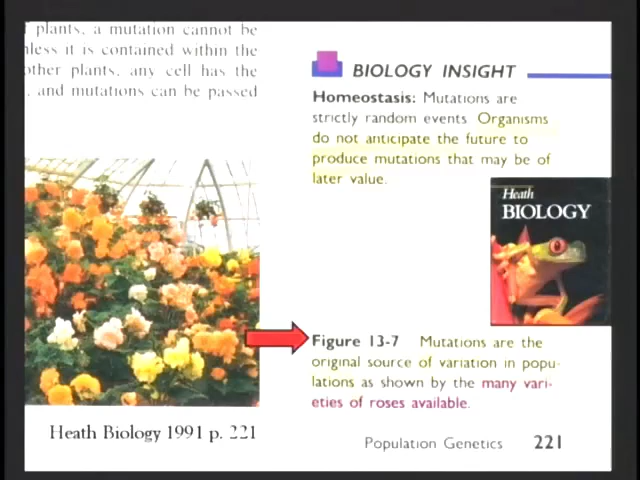 plants, a mutation cannot be
less it is contained within the
other plants, any cell has the
, and mutations can be passed
BIOLOGY INSIGHT
Homeostasis: Mutations are
strictly random events Organisms
do not anticipate the future to
produce mutations that may be of
later value.
Heath
BIOLOGY
Figure 13-7 Mutations are the
original source of variation in popu-
lations as shown by the many vari-
eties of roses available.
Heath Biology 1991 p. 221
Population Genetics 221